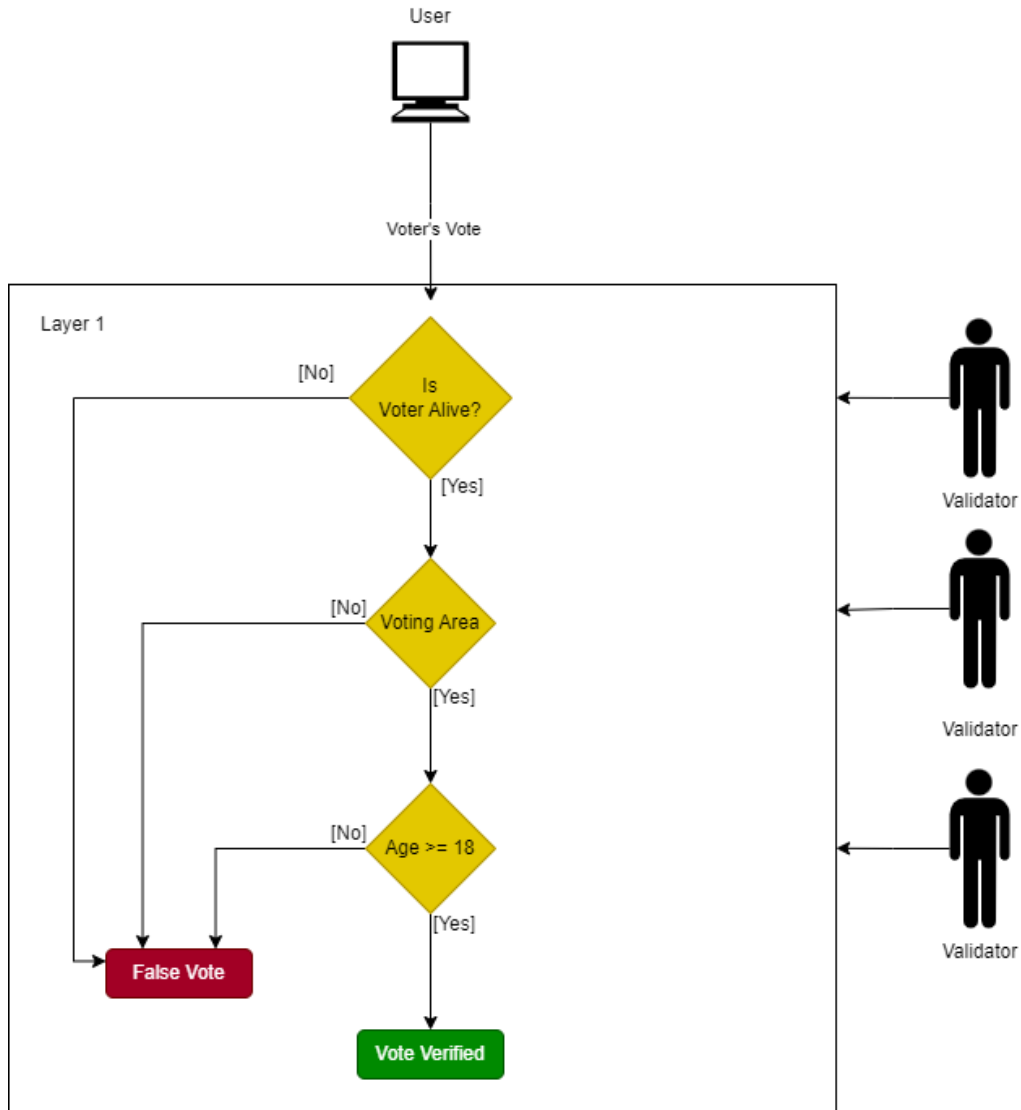 User
Voter's Vote
Layer 1
[No]
Is
Voter Alive?
[Yes]
Validator
[No]
Voting Area
[Yes]
Validator
[No]
Age >= 18
[Yes]
Validator
False Vote
Vote Verified